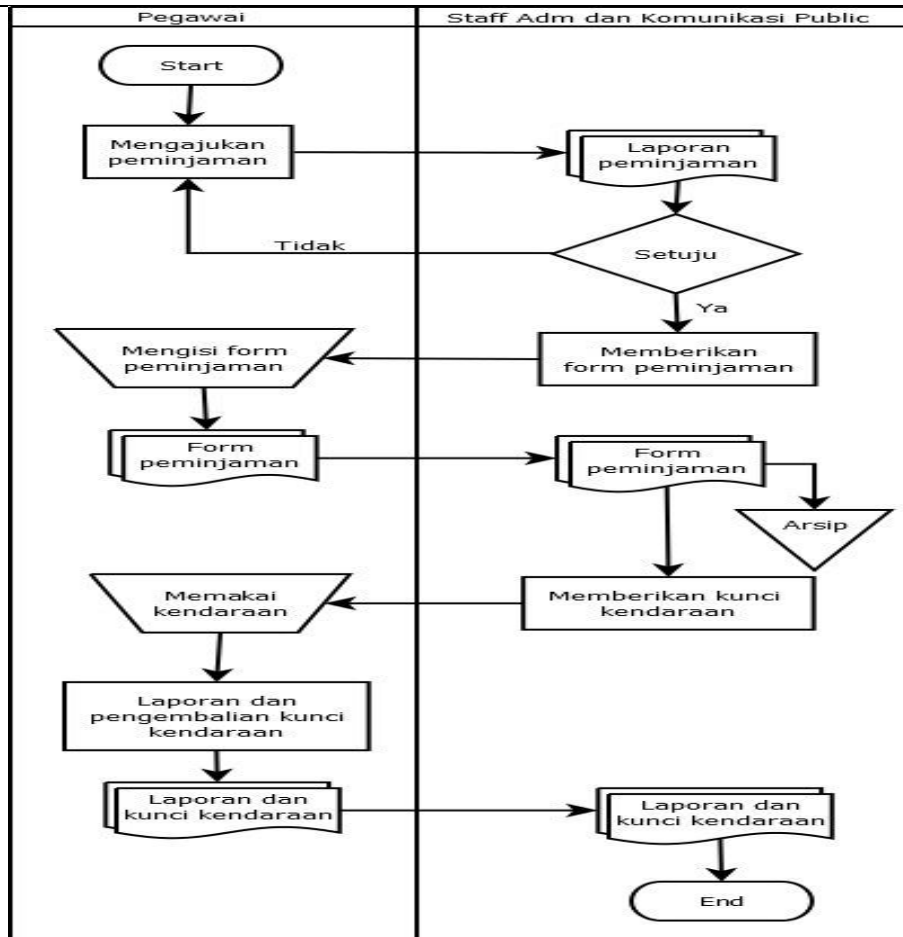 Pegawai
Staff Adm dan Komunikasi Public
Start
Mengajukan
peminjaman
Laporan
peminjaman
Tidak
Setuju
Ya
Mengisi form
peminjaman
Memberikan
form peminjaman
Form
peminjaman
Form
peminjaman
Arsip
Memakai
kendaraan
Memberikan kunci
kendaraan
Laporan dan
pengembalian kunci
kendaraan
Laporan dan
kunci kendaraan
Laporan dan
kunci kendaraan
End